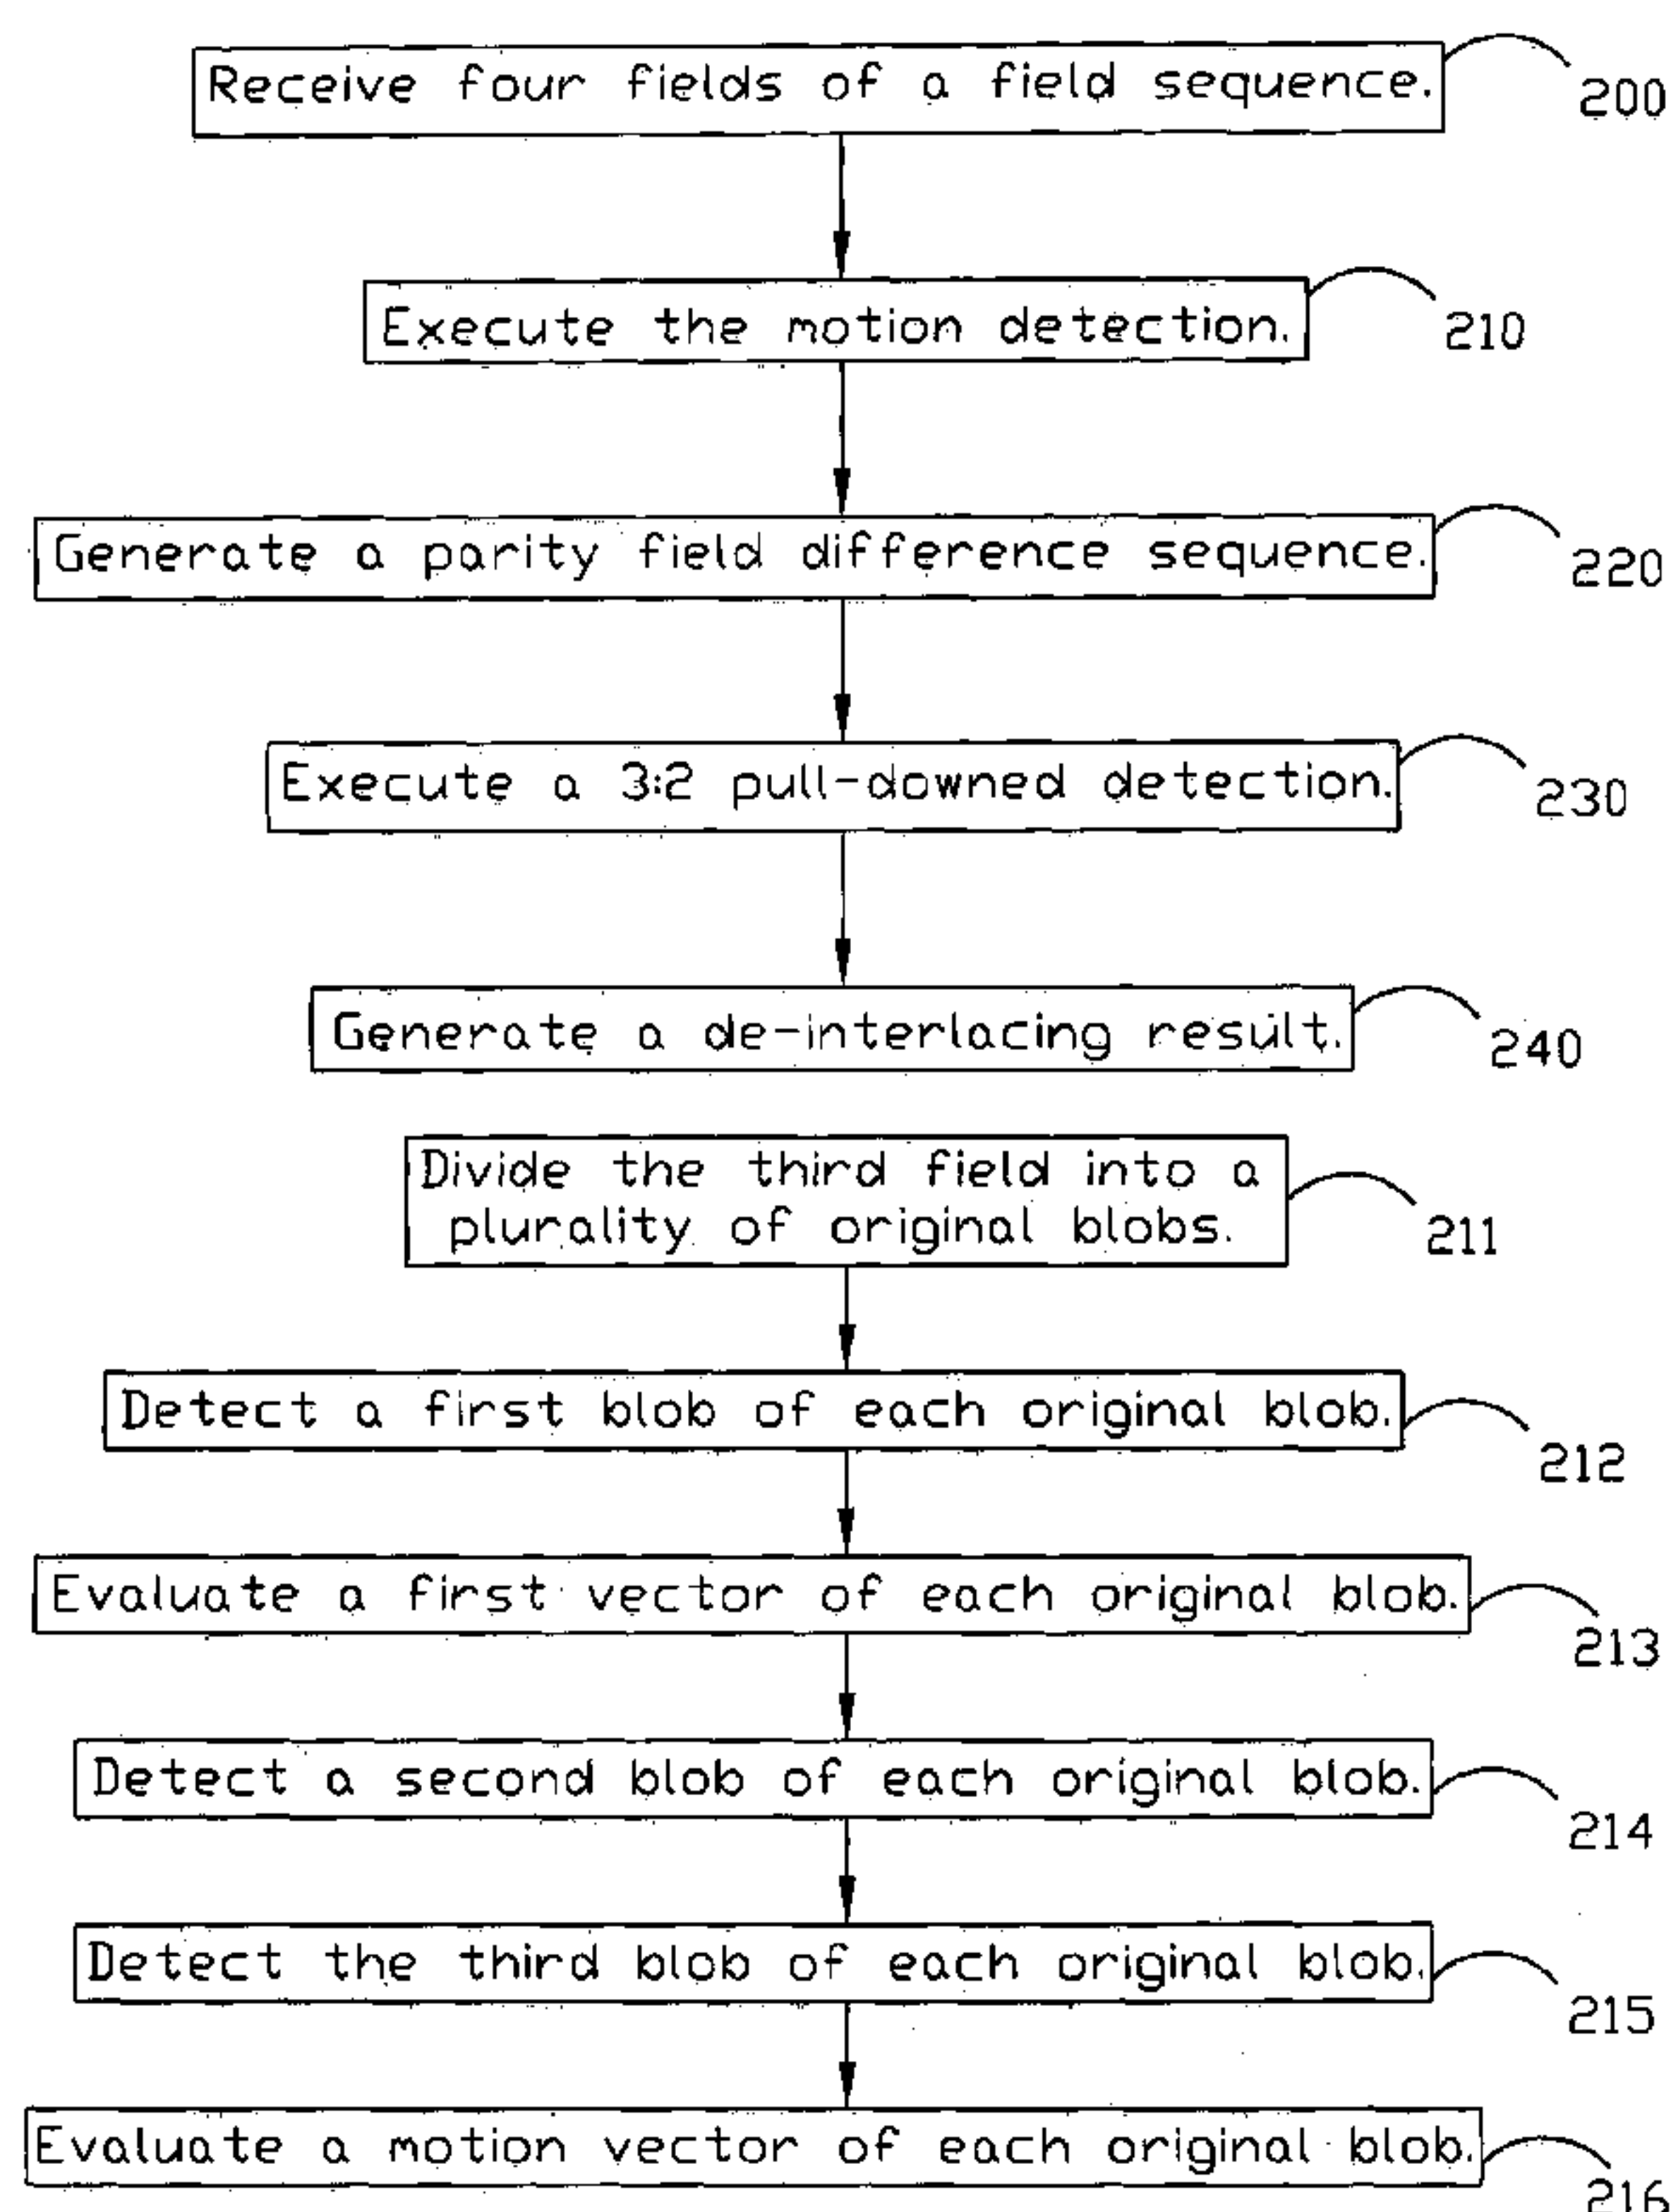 Receive four fields of a field sequence.
200
Execute the motion detection.
210
Generate a parity field difference sequence.
220
Execute a 3:2 pull-downed detection.
230
Generate a de-interlacing result.
240
Divide the third field into a
plurality of original blobs.
211
Detect a first blob of each original blob.
212
Evaluate a first vector of each original blob.
213
Detect a second blob of each original blob.
214
Detect the third blob of each original blob.
215
Evaluate a motion vector of each original blob.
216